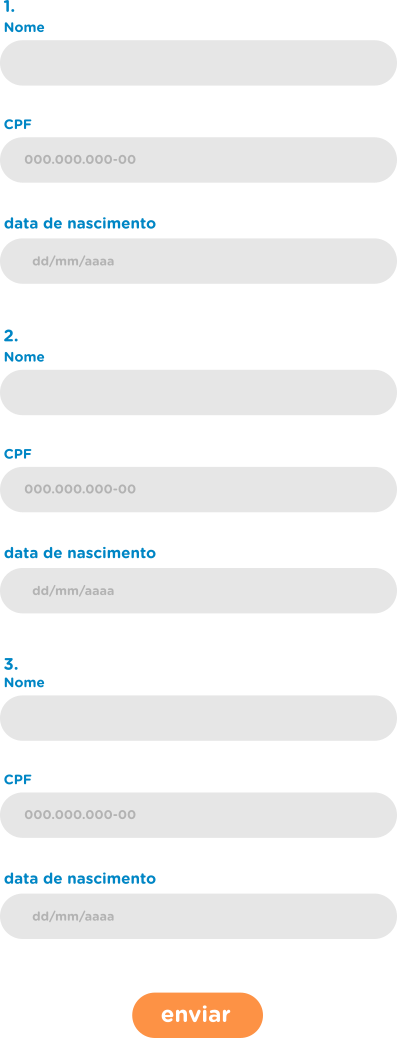 1.
Nome
CPF
000.000.000-00
data de nascimento
dd/mm/aaaa
2.
Nome
CPF
000.000.000-00
data de nascimento
dd/mm/aaaa
3.
Nome
CPF
000.000.000-00
data de nascimento
dd/mm/aaaa
enviar